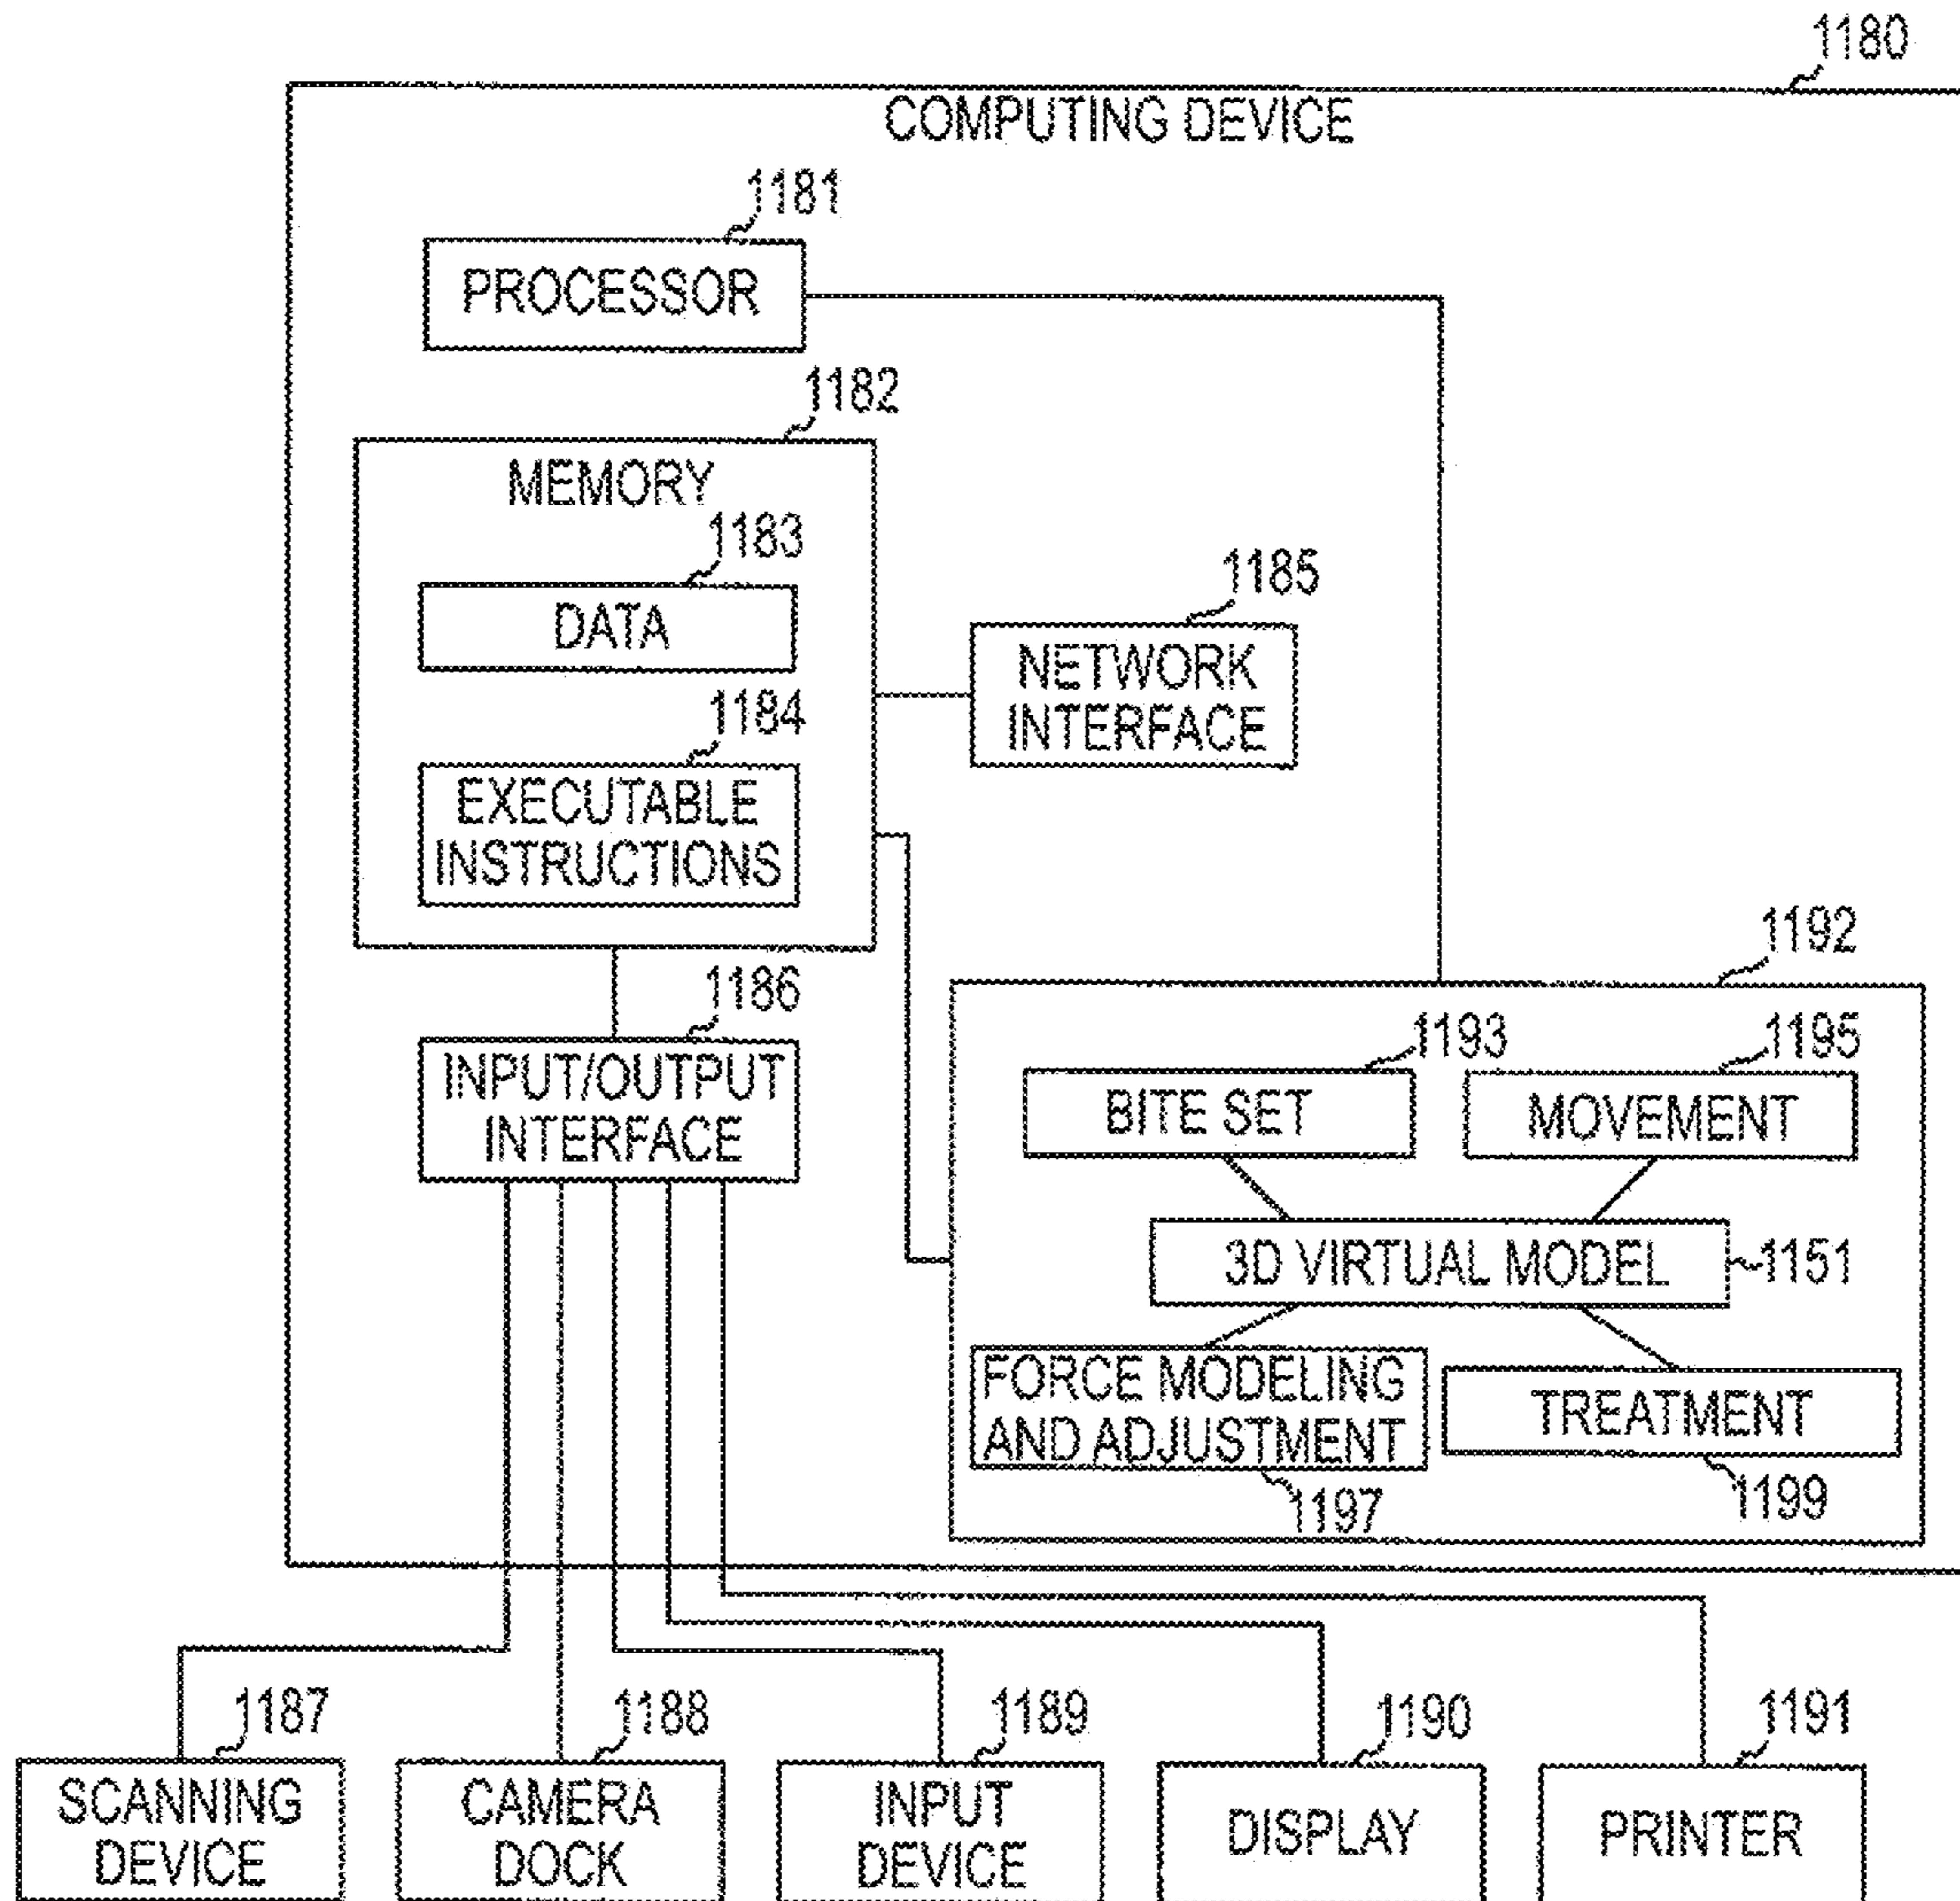 1180
COMPUTING DEVICE
1181
PROCESSOR
1182
MEMORY
1183
DATA
1184
EXECUTABLE
INSTRUCTIONS
1185
NETWORK
INTERFACE
1186
INPUT/OUTPUT
INTERFACE
1192
1193
BITE SET
1195
MOVEMENT
3D VIRTUAL MODEL
1151
FORCE MODELING
AND ADJUSTMENT
1197
TREATMENT
1199
1187
SCANNING
DEVICE
1188
CAMERA
DOCK
1189
INPUT
DEVICE
1190
DISPLAY
1191
PRINTER